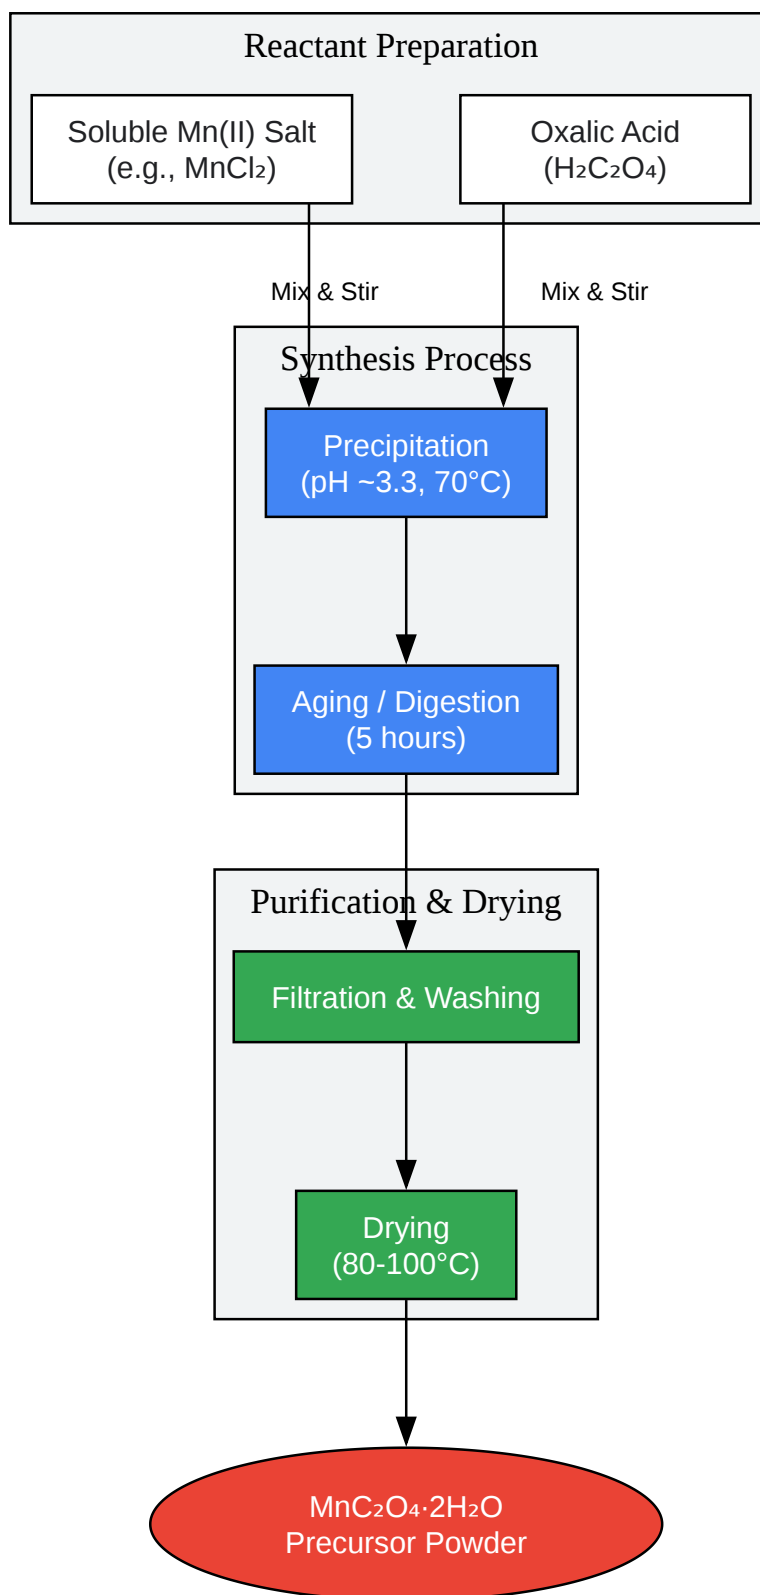 Reactant Preparation
Soluble Mn(II) Salt
(e.g., MnCl₂)
Oxalic Acid
(H₂C₂O₄)
Mix & Stir
Mix & Stir
Synthesis Process
Precipitation
(pH ~3.3, 70°C)
Aging / Digestion
(5 hours)
Purification & Drying
Filtration & Washing
Drying
(80-100°C)
MnC₂O₄·2H₂O
Precursor Powder